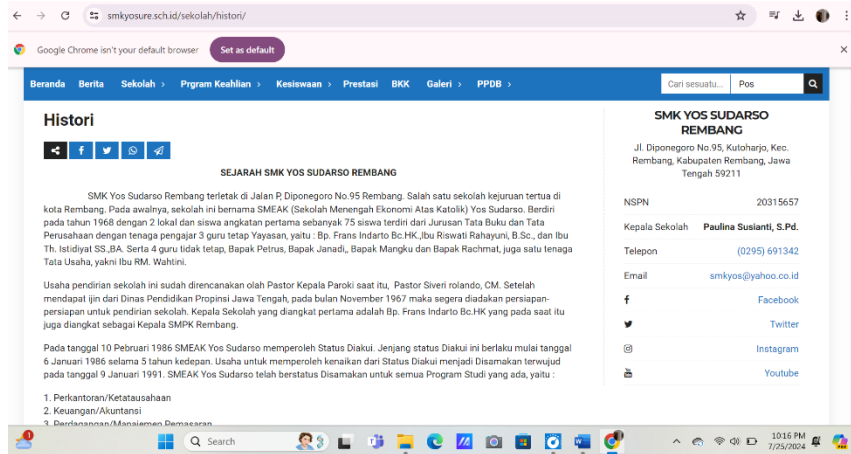 smkyosure.sch.id/sekolah/histori/
Google Chrome isn't your default browser
Set as default
Beranda Berita Sekolah Prgram Keahlian Kesiswaan Prestasi BKK Galeri PPDB
Cari sesuatu... Pos
Histori
SEJARAH SMK YOS SUDARSO REMBANG
SMK Yos Sudarso Rembang terletak di Jalan P, Diponegoro No.95 Rembang. Salah satu sekolah kejuruan tertua di
kota Rembang. Pada awalnya, sekolah ini bernama SMEAK (Sekolah Menengah Ekonomi Atas Katolik) Yos Sudarso. Berdiri
pada tahun 1968 dengan 2 lokal dan siswa angkatan pertama sebanyak 75 siswa terdiri dari Jurusan Tata Buku dan Tata
Perusahaan dengan tenaga pengajar 3 guru tetap Yayasan, yaitu : Bp. Frans Indarto Bc.HK.,Ibu Riswati Rahayuni, B.Sc., dan Ibu
Th. Istidiyat SS.,BA. Serta 4 guru tidak tetap, Bapak Petrus, Bapak Janadi,, Bapak Mangku dan Bapak Rachmat, juga satu tenaga
Tata Usaha, yakni Ibu RM. Wahtini.
Usaha pendirian sekolah ini sudah direncanakan olah Pastor Kepala Paroki saat itu, Pastor Siveri rolando, CM. Setelah
mendapat ijin dari Dinas Pendidikan Propinsi Jawa Tengah, pada bulan November 1967 maka segera diadakan persiapan-
persiapan untuk pendirian sekolah. Kepala Sekolah yang diangkat pertama adalah Bp. Frans Indarto Bc.HK yang pada saat itu
juga diangkat sebagai Kepala SMPK Rembang.
Pada tanggal 10 Pebruari 1986 SMEAK Yos Sudarso memperoleh Status Diakui. Jenjang status Diakui ini berlaku mulai tanggal
6 Januari 1986 selama 5 tahun kedepan. Usaha untuk memperoleh kenaikan dari Status Diakui menjadi Disamakan terwujud
pada tanggal 9 Januari 1991. SMEAK Yos Sudarso telah berstatus Disamakan untuk semua Program Studi yang ada, yaitu :
1. Perkantoran/Ketatausahaan
2. Keuangan/Akuntansi
3. Perdagangan/Manajemen Pemasaran
SMK YOS SUDARSO
REMBANG
Jl. Diponegoro No.95, Kutoharjo, Kec.
Rembang, Kabupaten Rembang, Jawa
Tengah 59211
NSPN 20315657
Kepala Sekolah Paulina Susianti, S.Pd.
Telepon (0295) 691342
Email smkyos@yahoo.co.id
Facebook
Twitter
Instagram
Youtube
Search
10:16 PM
7/25/2024